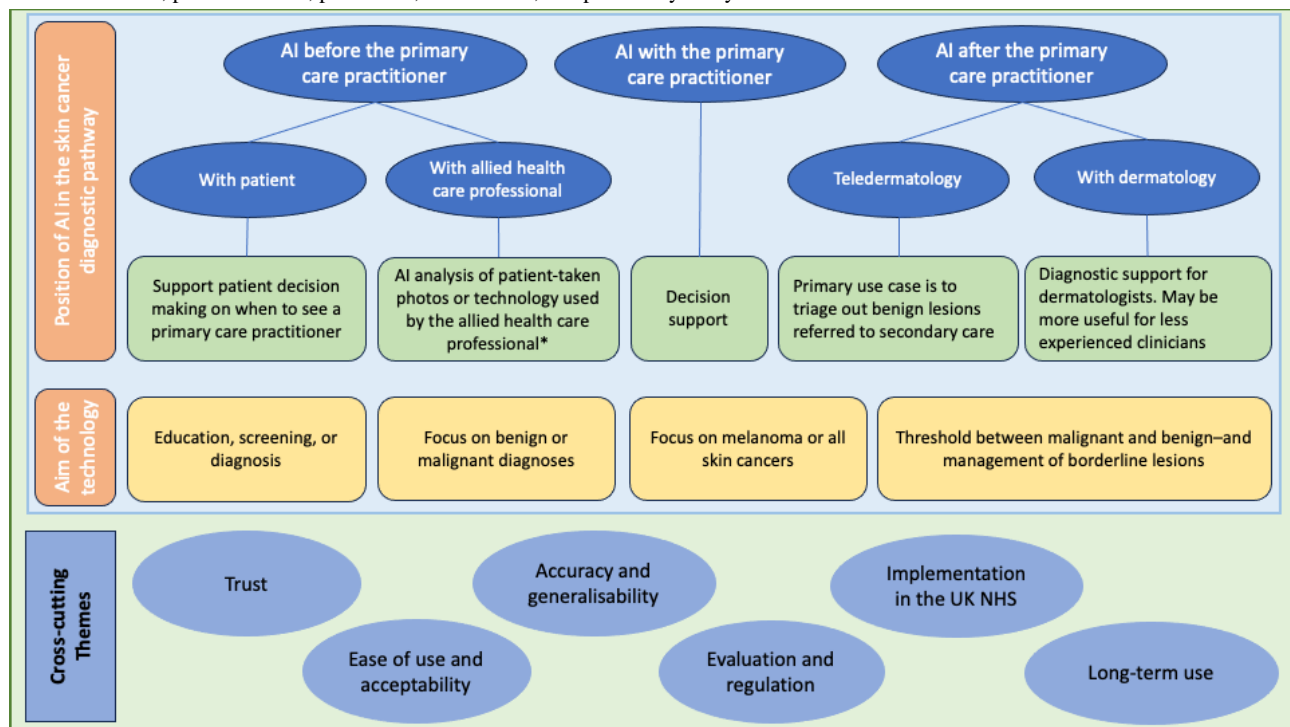 Position of AI in the skin cancer
diagnostic pathway
AI before the primary
care practitioner
AI with the primary
care practitioner
AI after the primary
care practitioner
With patient
With allied health
care professional
Teledermatology
With dermatology
Support patient decision
making on when to see a
primary care practitioner
AI analysis of patient-taken
photos or technology used
by the allied health care
professional*
Decision
support
Primary use case is to
triage out benign lesions
referred to secondary care
Diagnostic support for
dermatologists. May be
more useful for less
experienced clinicians
Aim of the
technology
Education, screening, or
diagnosis
Focus on benign or
malignant diagnoses
Focus on melanoma or all
skin cancers
Threshold between malignant and benign–and
management of borderline lesions
Cross-cutting
Themes
Trust
Accuracy and
generalisability
Implementation
in the UK NHS
Ease of use and
acceptability
Evaluation and
regulation
Long-term use